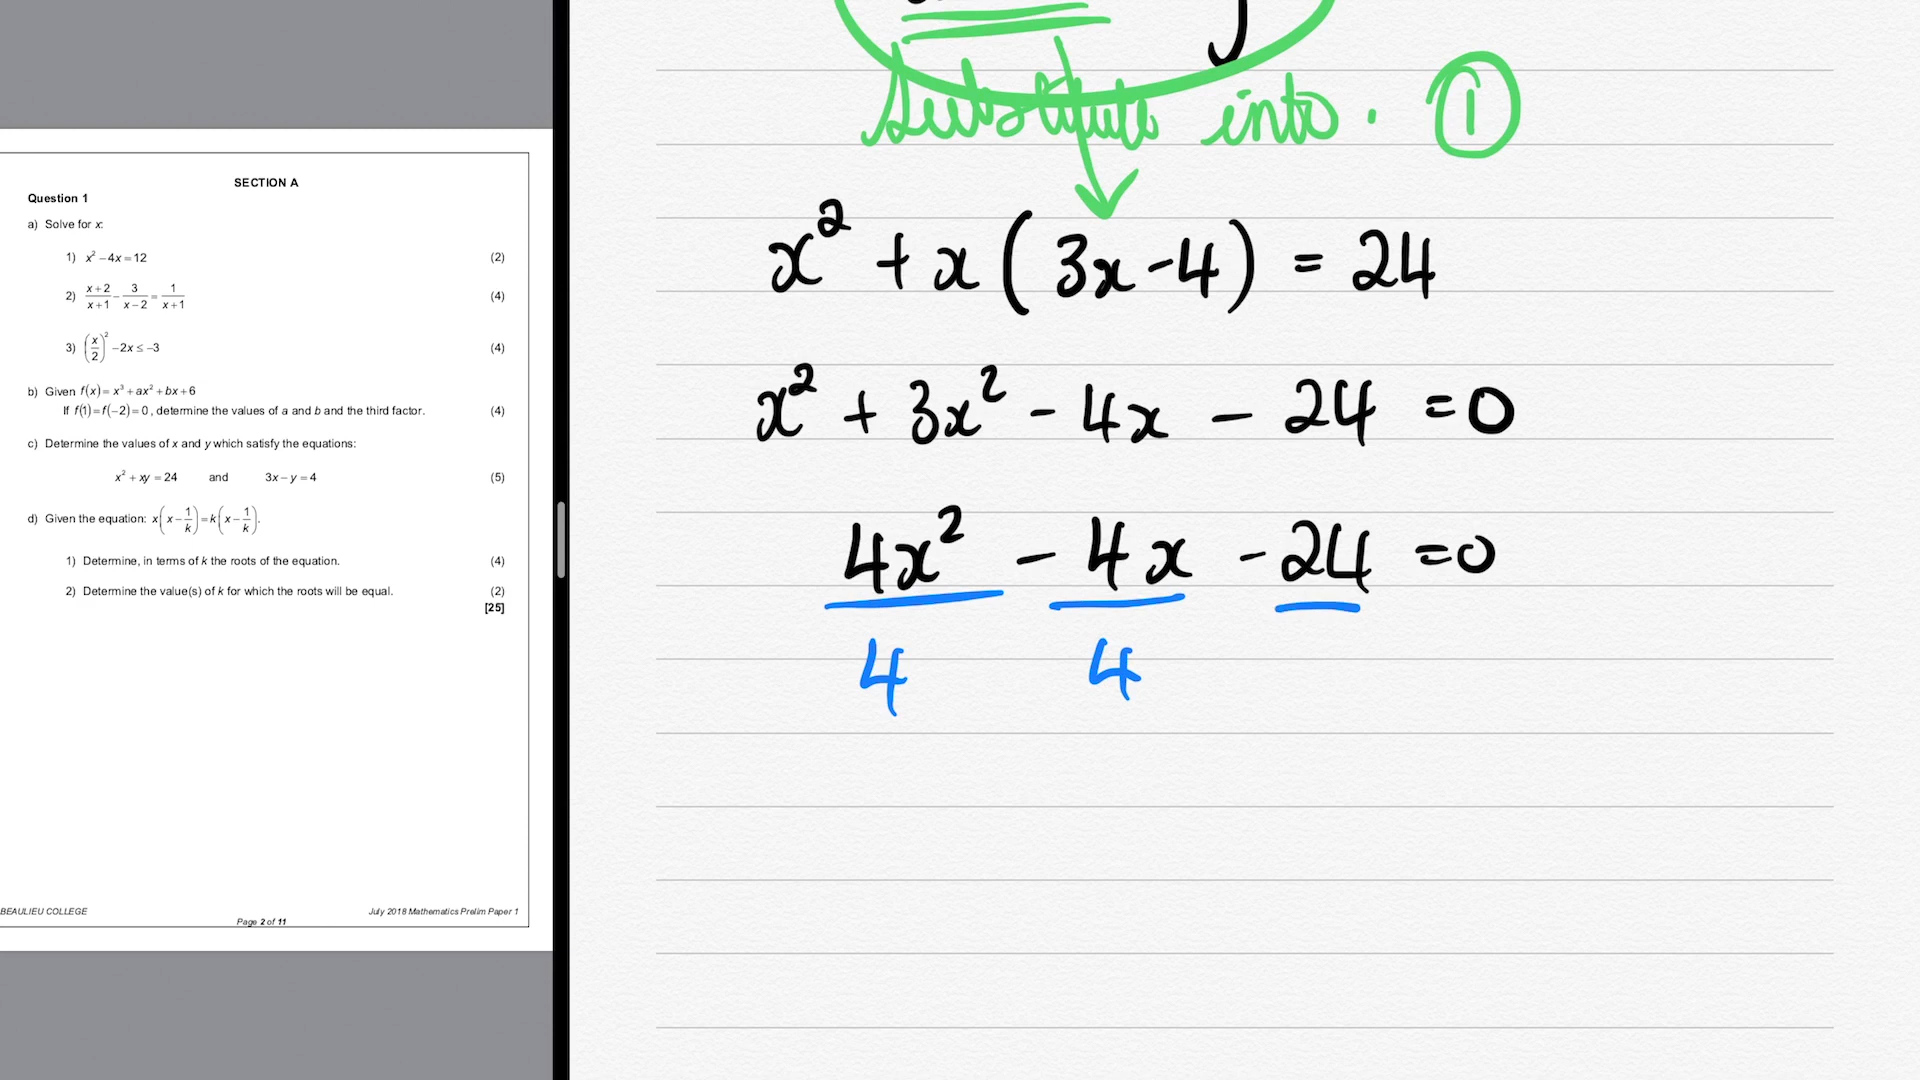 SECTION A
Question 1
a) Solve for x:
1) x² – 4x = 12 (2)
2) (x+2)/(x+1) – 3/(x–2) = 1/(x+1) (4)
3) (x/2)² – 2x ≤ –3 (4)
b) Given f(x) = x³ + ax² + bx + 6
If f(1) = f(–2) = 0, determine the values of a and b and the third factor. (4)
c) Determine the values of x and y which satisfy the equations:
x² + xy = 24 and 3x – y = 4 (5)
d) Given the equation: x(x – 1/k) = k(x – 1/k).
1) Determine, in terms of k the roots of the equation. (4)
2) Determine the value(s) of k for which the roots will be equal. (2)
[25]
BEAULIEU COLLEGE
July 2018 Mathematics Prelim Paper 1
Page 2 of 11
Substitute into. ①
x² + x(3x-4) = 24
x² + 3x² - 4x - 24 = 0
4x² - 4x - 24 = 0
4 4